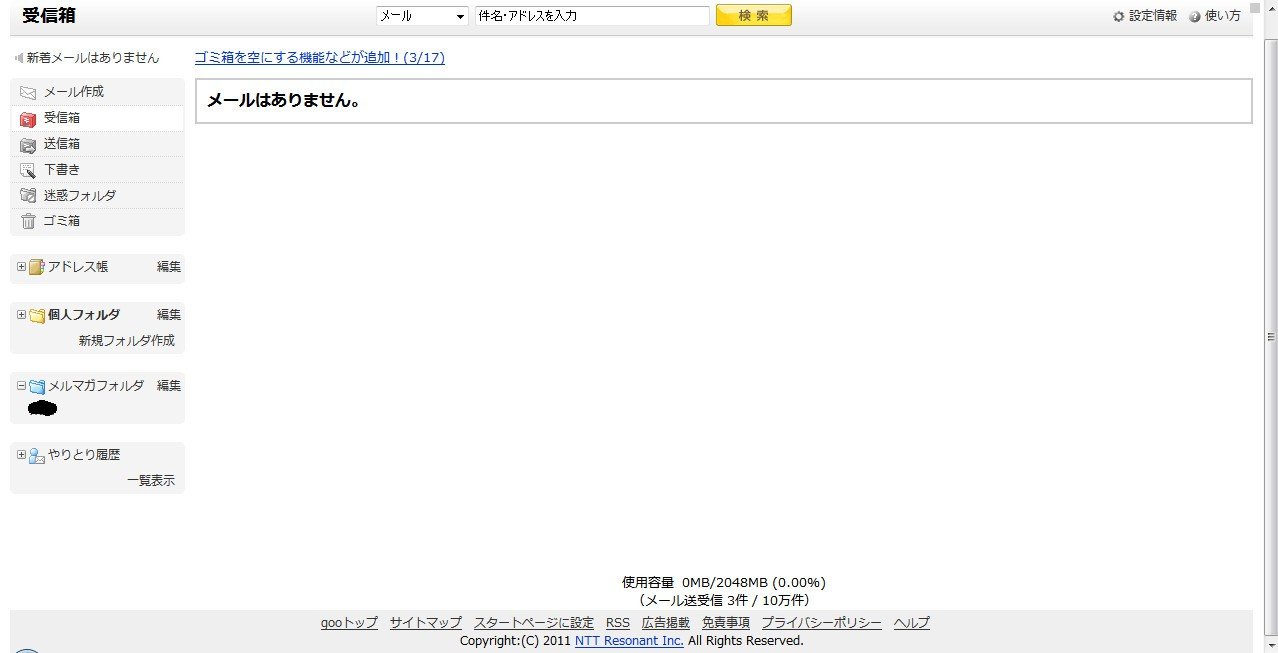 受信箱 メール 件名・アドレスを入力 検 索 設定情報 使い方
新着メールはありません ゴミ箱を空にする機能などが追加！(3/17)
メール作成
メールはありません。
受信箱
送信箱
下書き
迷惑フォルダ
ゴミ箱
アドレス帳 編集
個人フォルダ 編集
新規フォルダ作成
メルマガフォルダ 編集
やりとり履歴
一覧表示
使用容量 0MB/2048MB (0.00%)
（メール送受信 3件 / 10万件）
gooトップ サイトマップ スタートページに設定 RSS 広告掲載 免責事項 プライバシーポリシー ヘルプ
Copyright:(C) 2011 NTT Resonant Inc. All Rights Reserved.